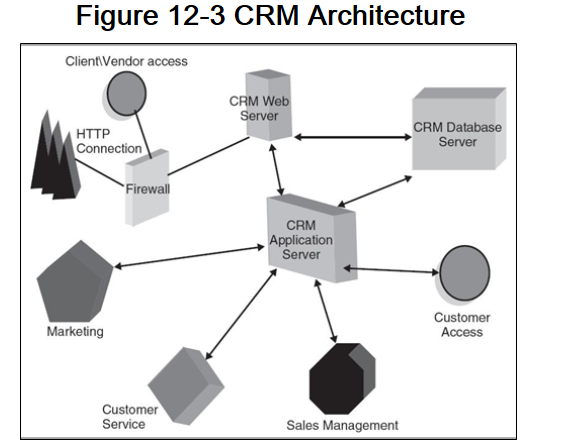 Figure 12-3 CRM Architecture
Client\Vendor access
CRM Web
Server
CRM Database
Server
HTTP
Connection
Firewall
CRM
Application
Server
Marketing
Customer
Access
Customer
Service
Sales Management